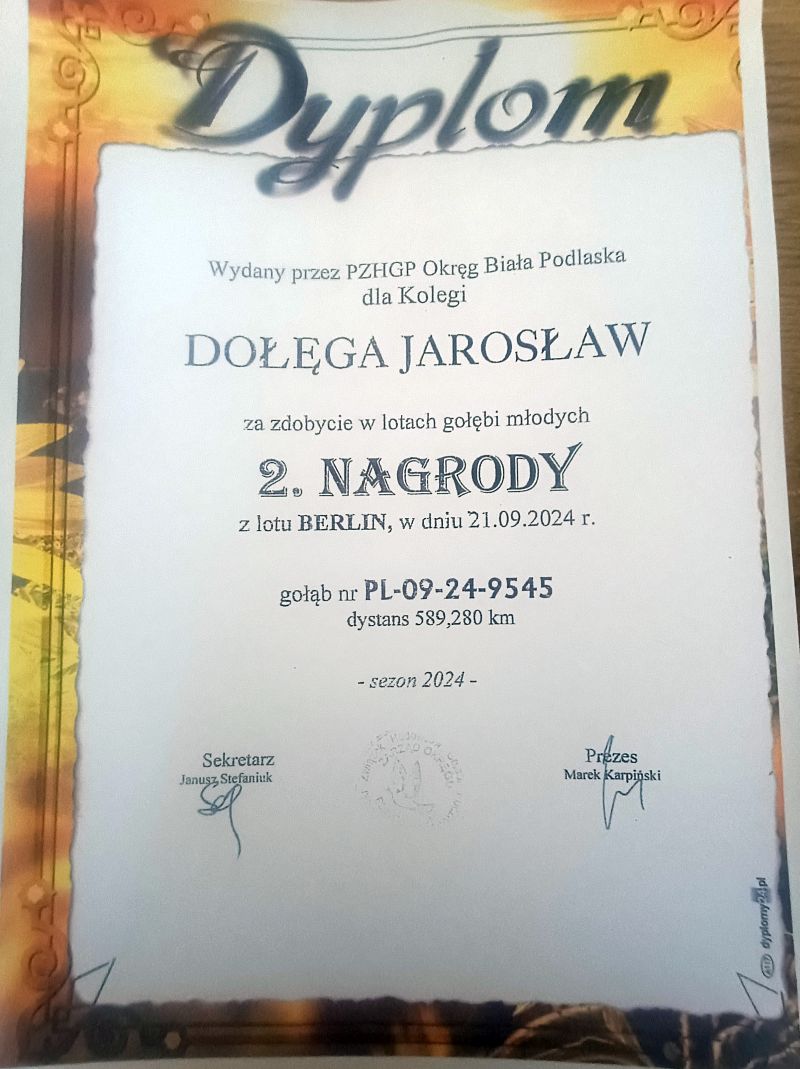 Dyplom
Wydany przez PZHGP Okręg Biała Podlaska
dla Kolegi
DOŁĘGA JAROSŁAW
za zdobycie w lotach gołębi młodych
2. NAGRODY
z lotu BERLIN, w dniu 21.09.2024 r.
gołąb nr PL-09-24-9545
dystans 589,280 km
- sezon 2024 -
Sekretarz
Janusz Stefaniuk
Prezes
Marek Karpiński
dyplomy24.pl